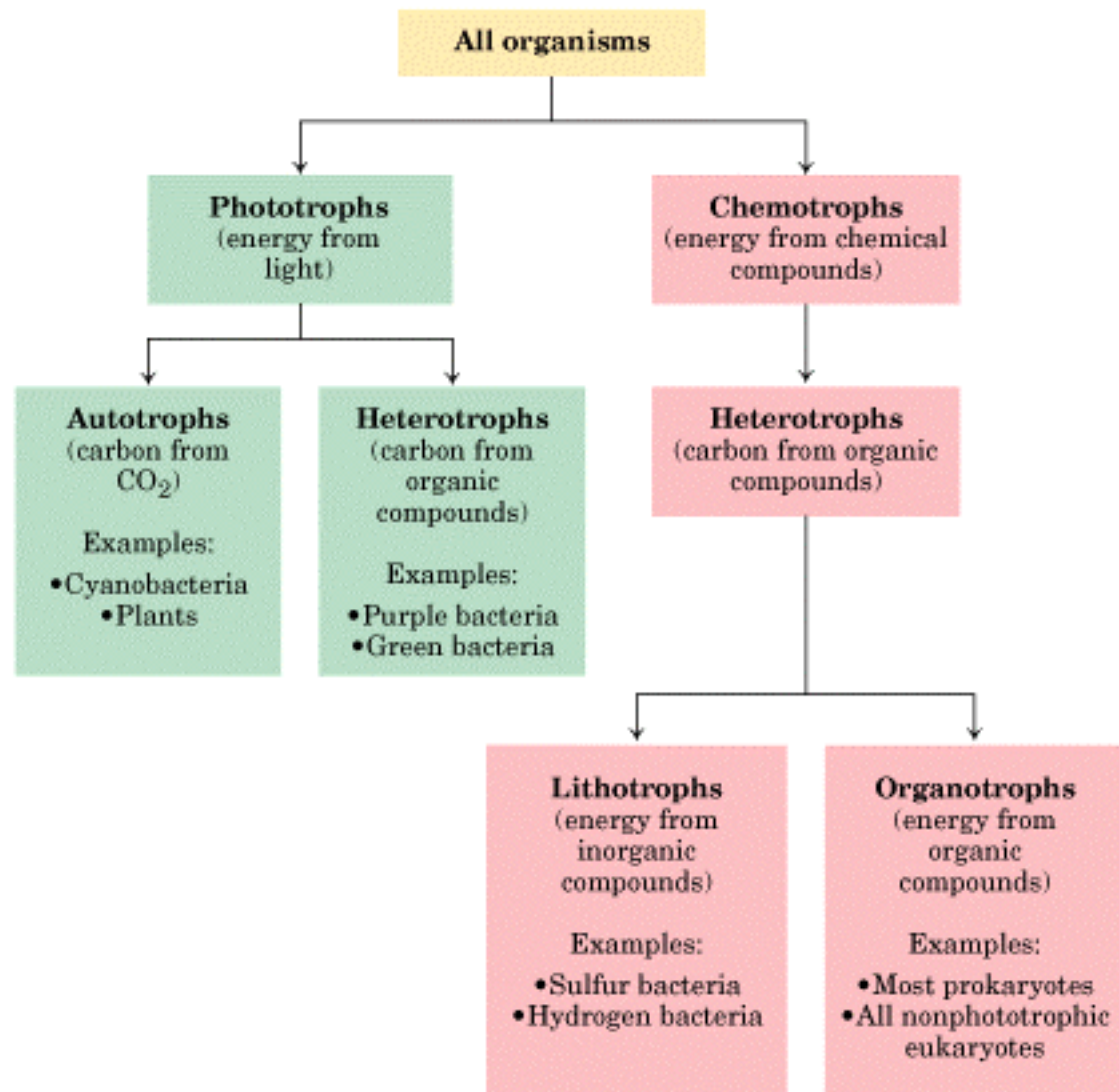 All organisms
Phototrophs
(energy from
light)
Chemotrophs
(energy from chemical
compounds)
Autotrophs
(carbon from
CO₂)
Examples:
•Cyanobacteria
•Plants
Heterotrophs
(carbon from
organic
compounds)
Examples:
•Purple bacteria
•Green bacteria
Heterotrophs
(carbon from organic
compounds)
Lithotrophs
(energy from
inorganic
compounds)
Examples:
•Sulfur bacteria
•Hydrogen bacteria
Organotrophs
(energy from
organic
compounds)
Examples:
•Most prokaryotes
•All nonphototrophic
eukaryotes